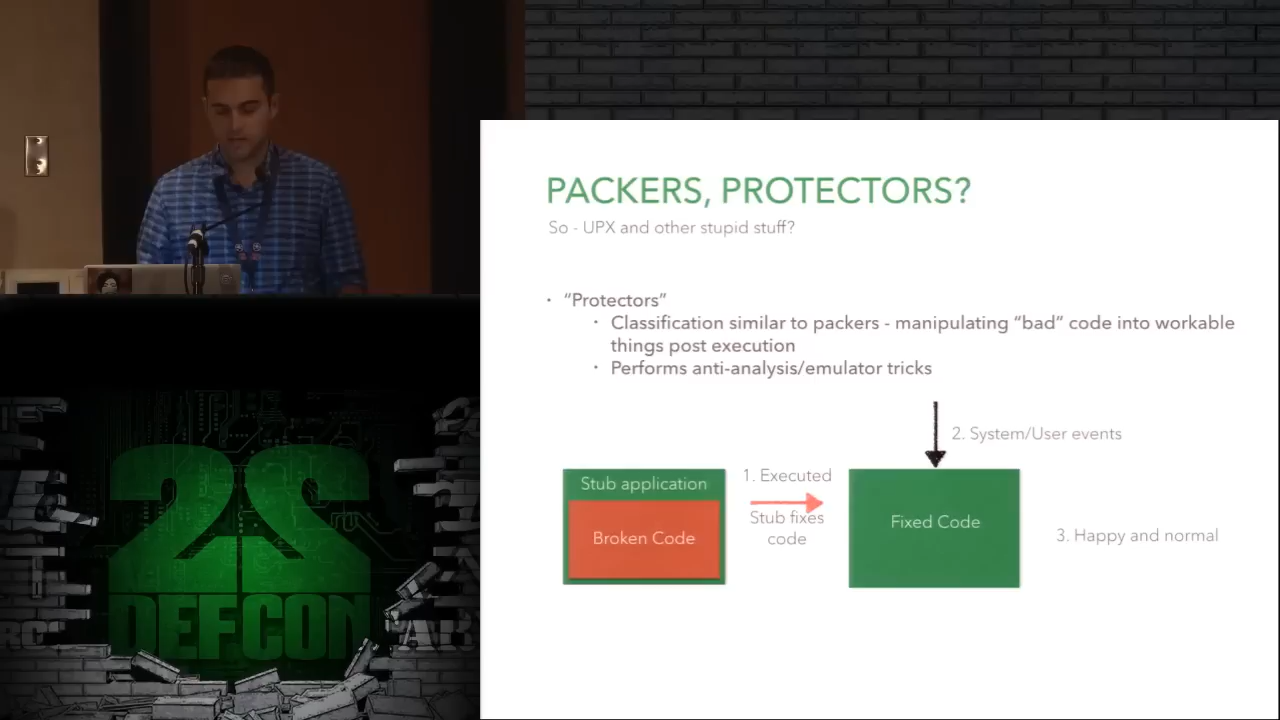 PACKERS, PROTECTORS?
So - UPX and other stupid stuff?
· “Protectors”
· Classification similar to packers - manipulating “bad” code into workable
things post execution
· Performs anti-analysis/emulator tricks
2. System/User events
Stub application
Broken Code
1. Executed
Stub fixes
code
Fixed Code
3. Happy and normal
22
DEFCON